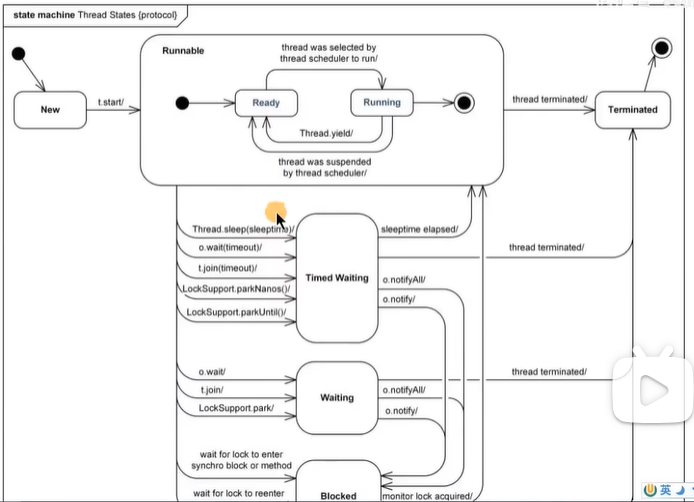 state machine Thread States {protocol}
Runnable
thread was selected by
thread scheduler to run/
New
t.start/
Ready
Running
thread terminated/
Terminated
Thread.yield/
thread was suspended
by thread scheduler/
Thread.sleep(sleeptime)/
sleeptime elapsed/
o.wait(timeout)/
thread terminated/
t.join(timeout)/
Timed Waiting
o.notifyAll/
LockSupport.parkNanos()/
o.notify/
LockSupport.parkUntil()/
o.wait/
thread terminated/
t.join/
Waiting
o.notifyAll/
LockSupport.park/
o.notify/
wait for lock to enter
synchro block or method
wait for lock to reenter
Blocked
monitor lock acquired/
英